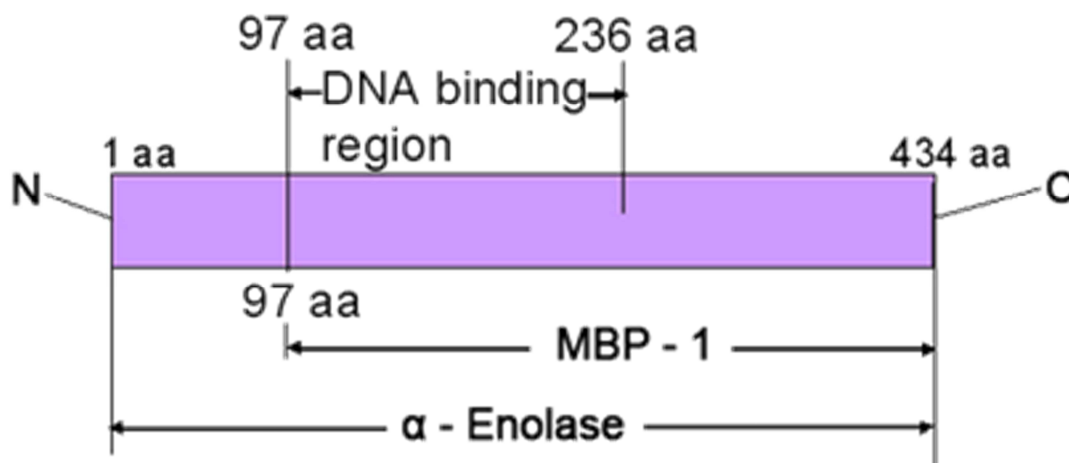 97 aa
236 aa
DNA binding
region
1 aa
434 aa
N
C
97 aa
MBP - 1
α - Enolase